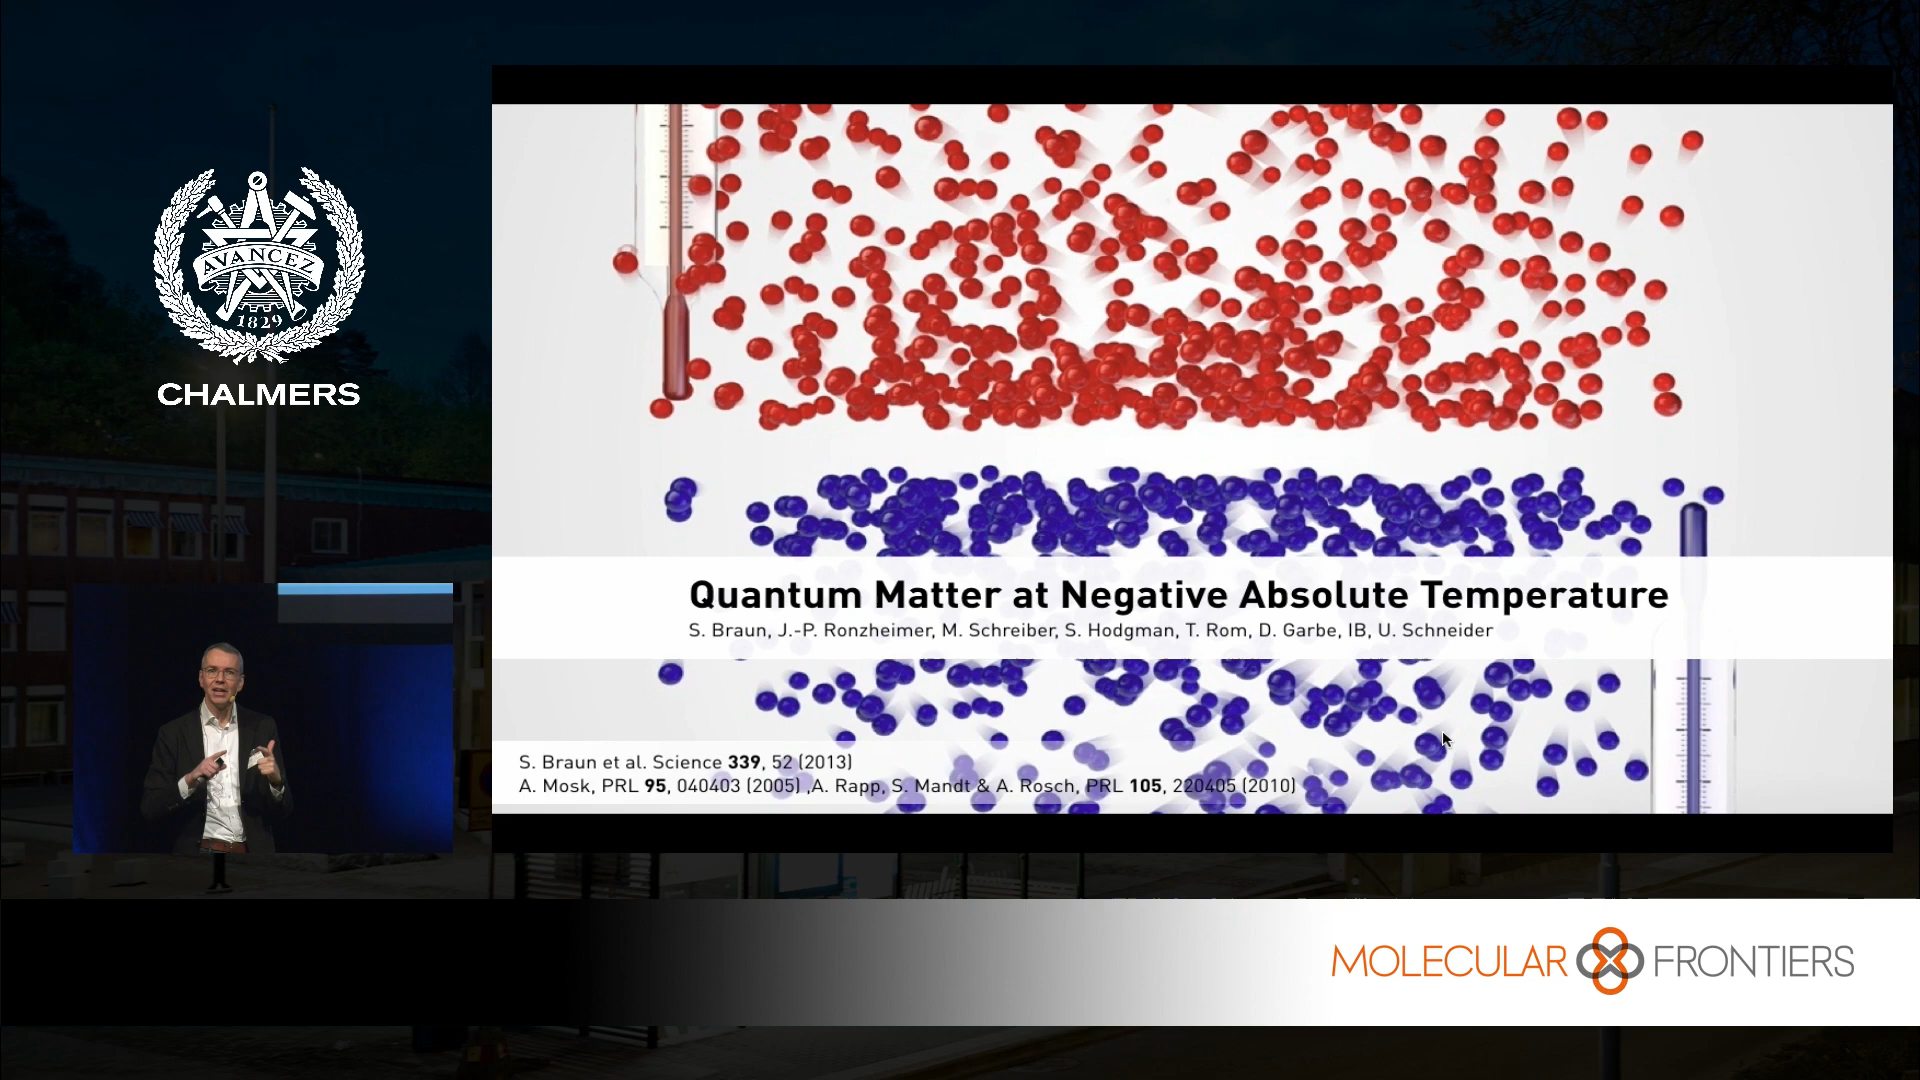 AVANCEZ
1829
CHALMERS
Quantum Matter at Negative Absolute Temperature
S. Braun, J.-P. Ronzheimer, M. Schreiber, S. Hodgman, T. Rom, D. Garbe, IB, U. Schneider
S. Braun et al. Science 339, 52 (2013)
A. Mosk, PRL 95, 040403 (2005) ,A. Rapp, S. Mandt & A. Rosch, PRL 105, 220405 (2010)
MOLECULAR FRONTIERS